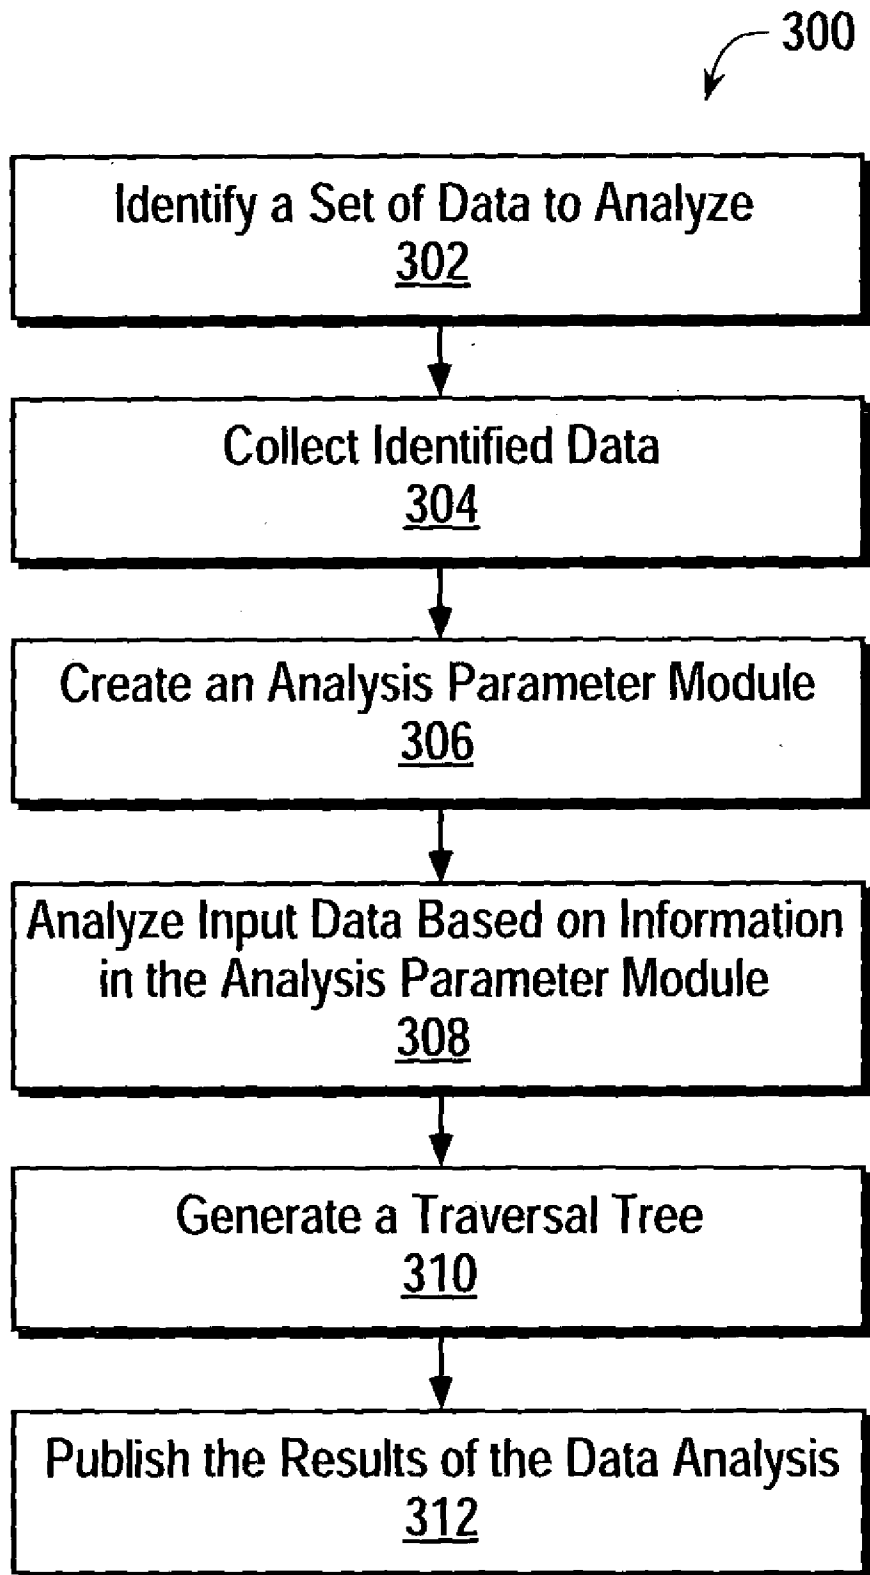 300
Identify a Set of Data to Analyze
302
Collect Identified Data
304
Create an Analysis Parameter Module
306
Analyze Input Data Based on Information
in the Analysis Parameter Module
308
Generate a Traversal Tree
310
Publish the Results of the Data Analysis
312